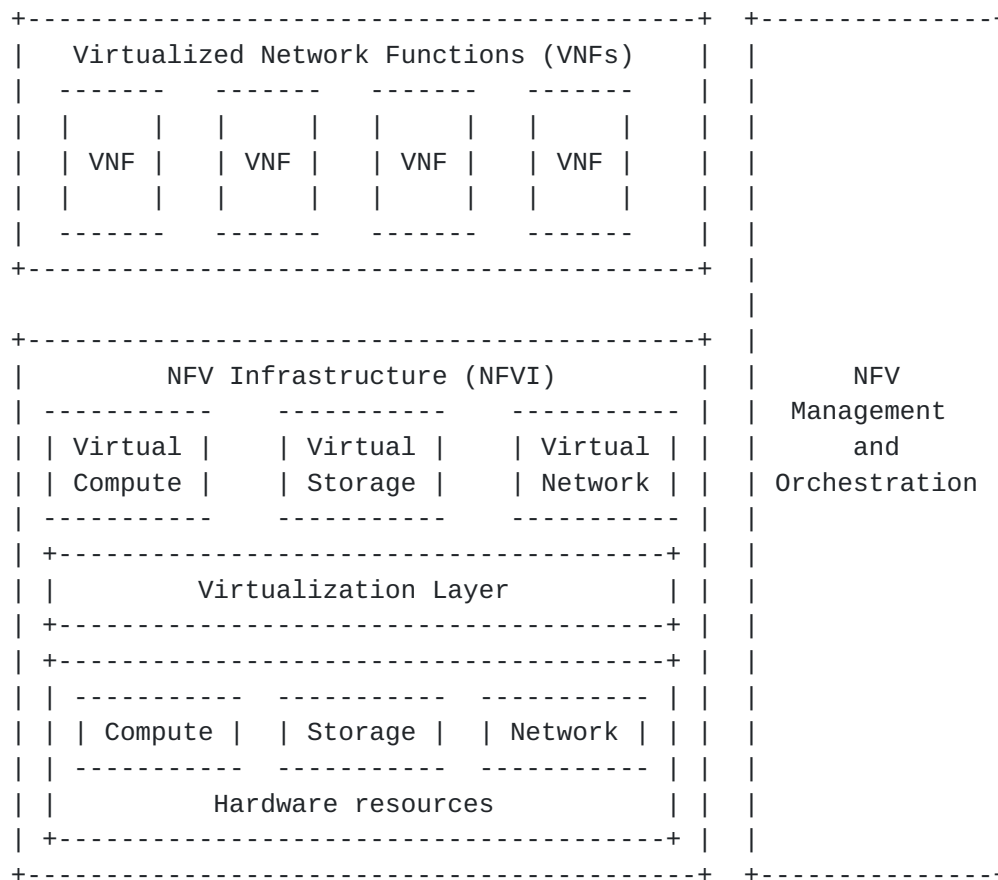 Virtualized Network Functions (VNFs)
VNF VNF VNF VNF
NFV Infrastructure (NFVI) NFV
Management
Virtual Virtual Virtual and
Compute Storage Network Orchestration
Virtualization Layer
Compute Storage Network
Hardware resources